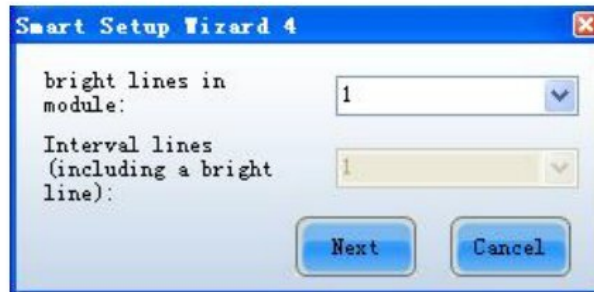 Smart Setup Wizard 4
bright lines in
module:
1
Interval lines
(including a bright
line):
1
Next
Cancel